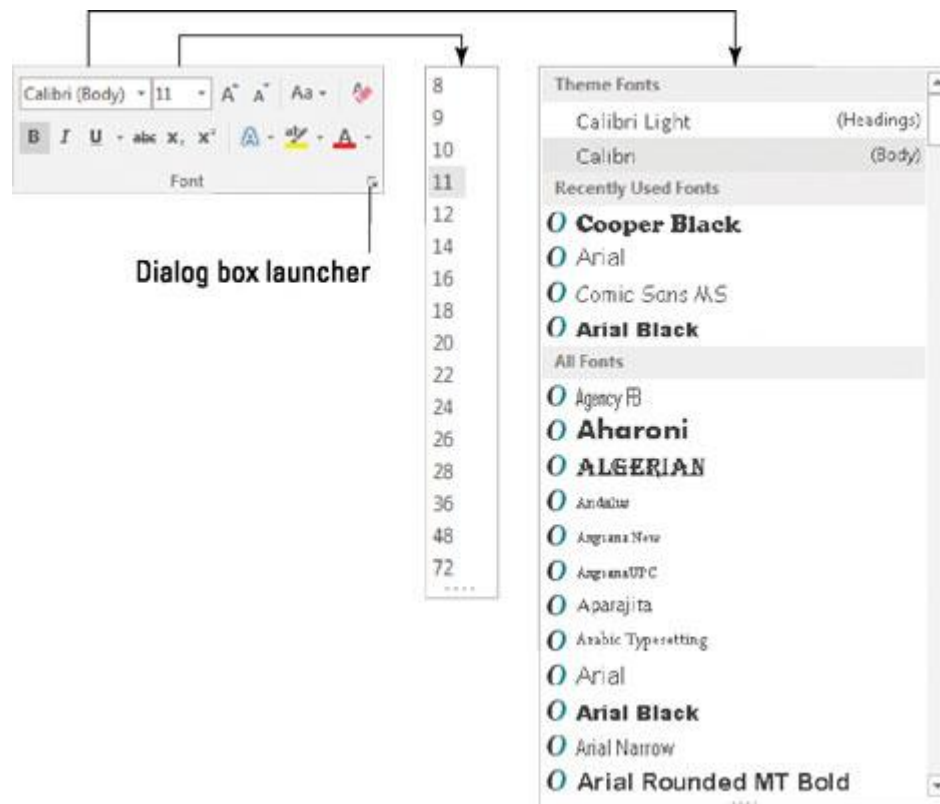 Calibri (Body) 11 A A Aa
B I U abc X₂ X² A aby A
Font
Dialog box launcher
8
9
10
11
12
14
16
18
20
22
24
26
28
36
48
72
Theme Fonts
Calibri Light (Headings)
Calibri (Body)
Recently Used Fonts
O Cooper Black
O Arial
O Comic Sans MS
O Arial Black
All Fonts
O Agency FB
O Aharoni
O ALGERIAN
O Andalus
O Angsana New
O AngsanaUPC
O Aparajita
O Arabic Typesetting
O Arial
O Arial Black
O Arial Narrow
O Arial Rounded MT Bold